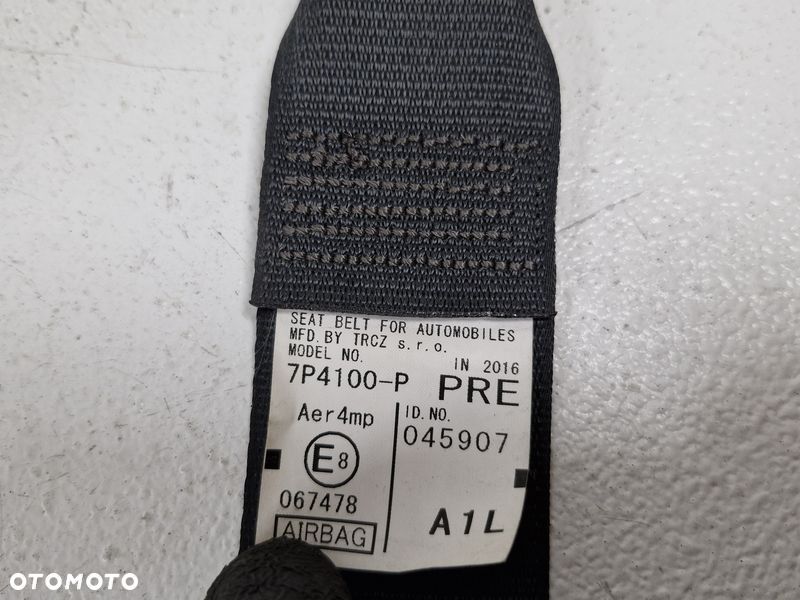 SEAT BELT FOR AUTOMOBILES
MFD. BY TRCZ s.r.o.
MODEL NO. IN 2016
7P4100-P PRE
Aer4mp
ID. NO.
045907
E8
067478
AIRBAG
A1L
OTOMOTO